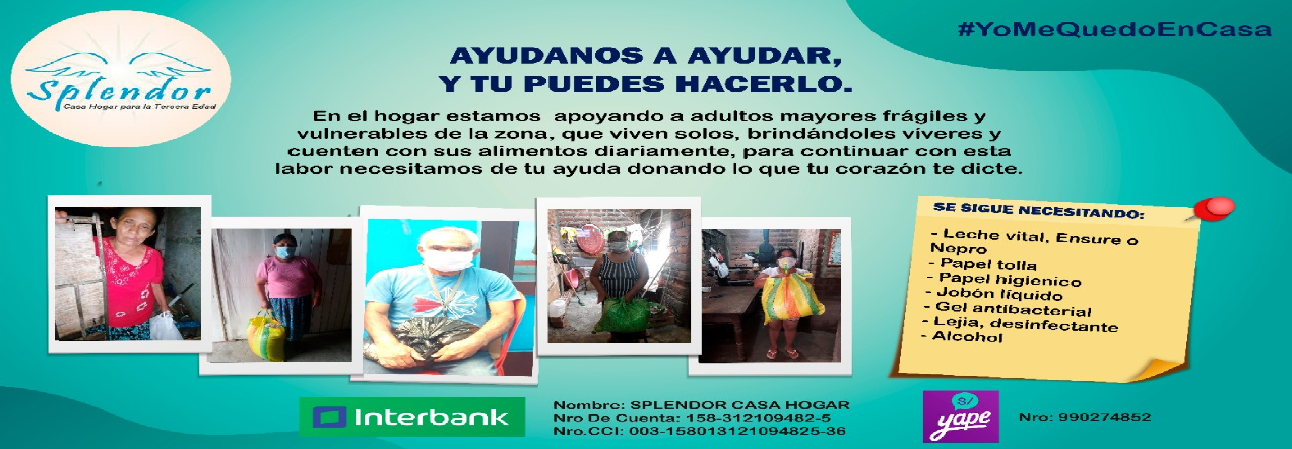 Splendor
Casa Hogar para la Tercera Edad
#YoMeQuedoEnCasa
AYUDANOS A AYUDAR,
Y TU PUEDES HACERLO.
En el hogar estamos apoyando a adultos mayores frágiles y
vulnerables de la zona, que viven solos, brindándoles víveres y
cuenten con sus alimentos diariamente, para continuar con esta
labor necesitamos de tu ayuda donando lo que tu corazón te dicte.
SE SIGUE NECESITANDO:
- Leche vital, Ensure o
Nepro
- Papel tolla
- Papel higienico
- Jobón líquido
- Gel antibacterial
- Lejia, desinfectante
- Alcohol
Interbank
Nombre: SPLENDOR CASA HOGAR
Nro De Cuenta: 158-312109482-5
Nro.CCI: 003-158013121094825-36
S/
yape
Nro: 990274852